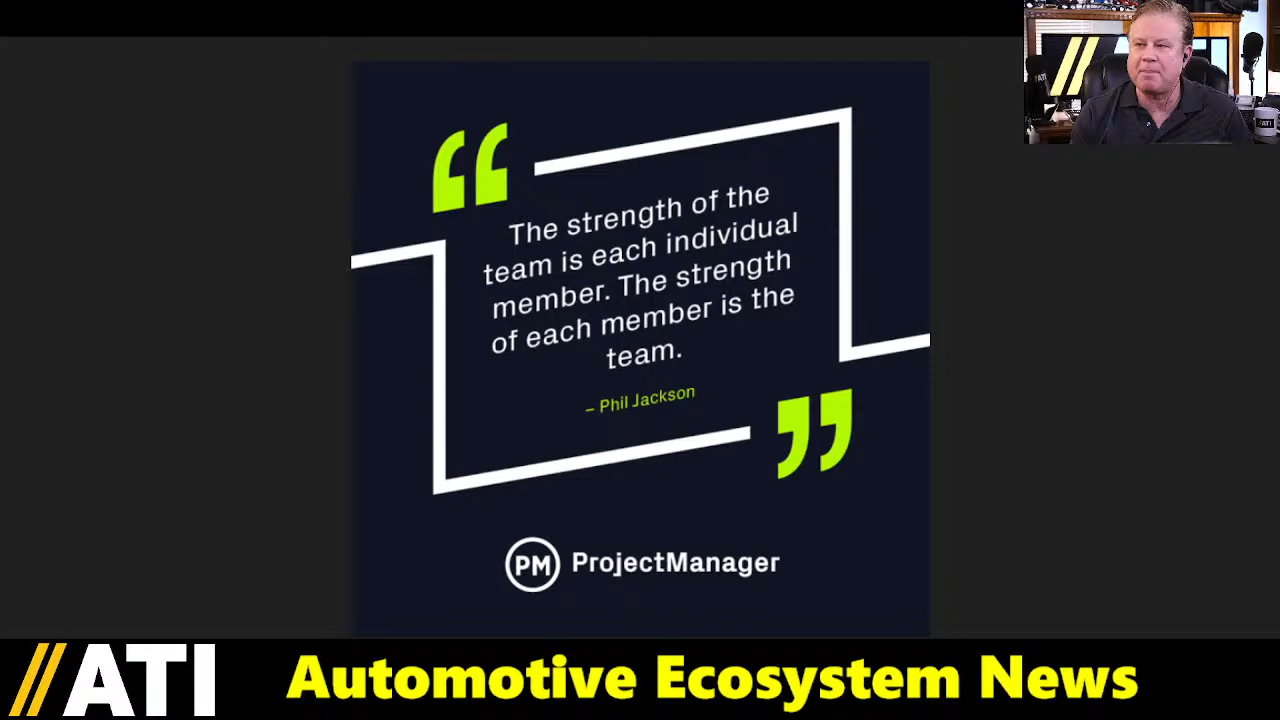 The strength of the
team is each individual
member. The strength
of each member is the
team.
– Phil Jackson
PM ProjectManager
//ATI
Automotive Ecosystem News
//ATI